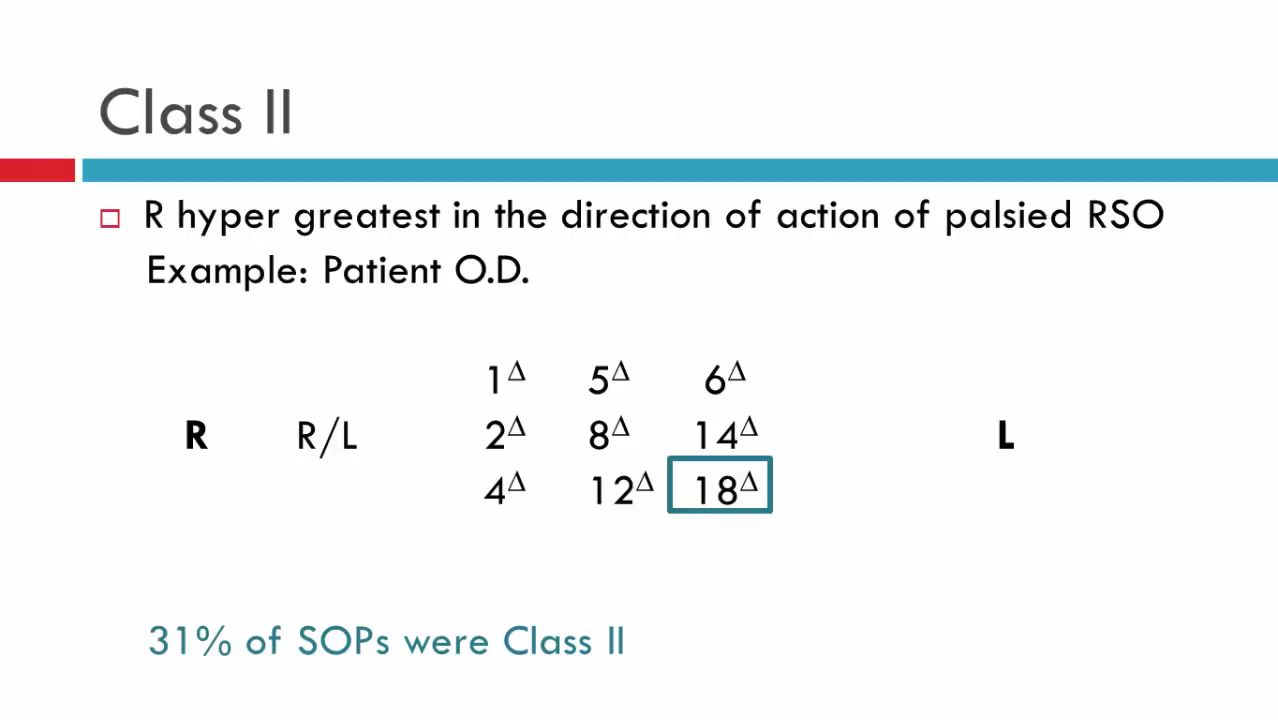 Class II
R hyper greatest in the direction of action of palsied RSO
Example: Patient O.D.
1Δ 5Δ 6Δ
R R/L 2Δ 8Δ 14Δ L
4Δ 12Δ 18Δ
31% of SOPs were Class II